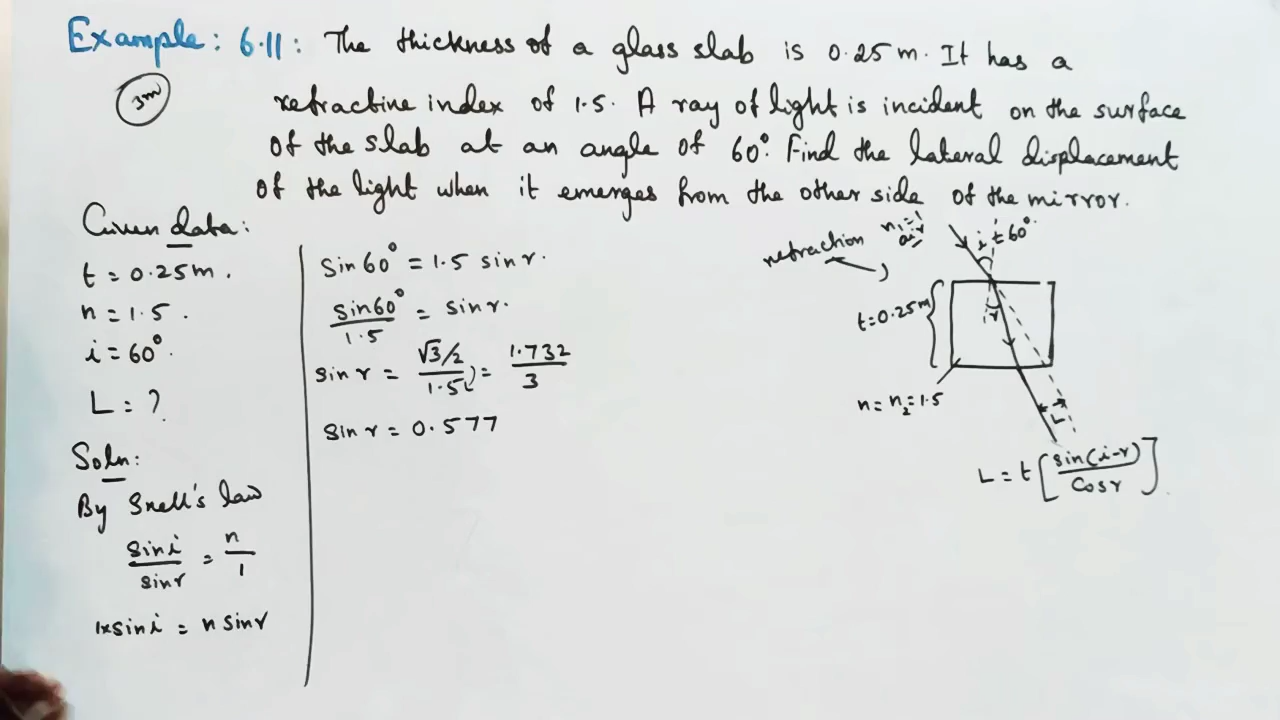 Example: 6.11: The thickness of a glass slab is 0.25 m. It has a
3m
refractive index of 1.5. A ray of light is incident on the surface
of the slab at an angle of 60°. Find the lateral displacement
of the light when it emerges from the other side of the mirror.
Given data:
t = 0.25m.
n = 1.5.
i = 60°.
L = ?
Soln:
By Snell's law
sin i / sin r = n / 1
1×sin i = n sin r
sin 60° = 1.5 sin r.
sin 60° / 1.5 = sin r.
sin r = √3/2 / 1.5 = 1.732 / 3
sin r = 0.577
refraction
n₁=1
air
i = 60°
t=0.25m
r
n = n₂ = 1.5
L
L = t [sin(i-r) / cos r]